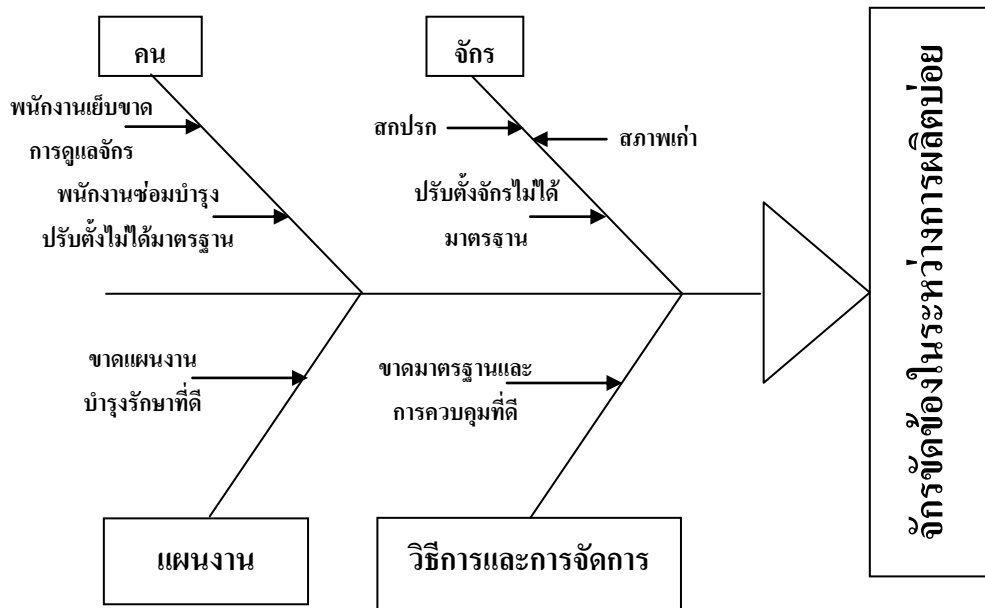 คน
จักร
พนักงานเย็บขาด
การดูแลจักร
พนักงานซ่อมบำรุง
ปรับตั้งไม่ได้มาตรฐาน
สกปรก
สภาพเก่า
ปรับตั้งจักรไม่ได้
มาตรฐาน
ขาดแผนงาน
บำรุงรักษาที่ดี
ขาดมาตรฐานและ
การควบคุมที่ดี
แผนงาน
วิธีการและการจัดการ
จักรขัดข้องในระหว่างการผลิตบ่อย